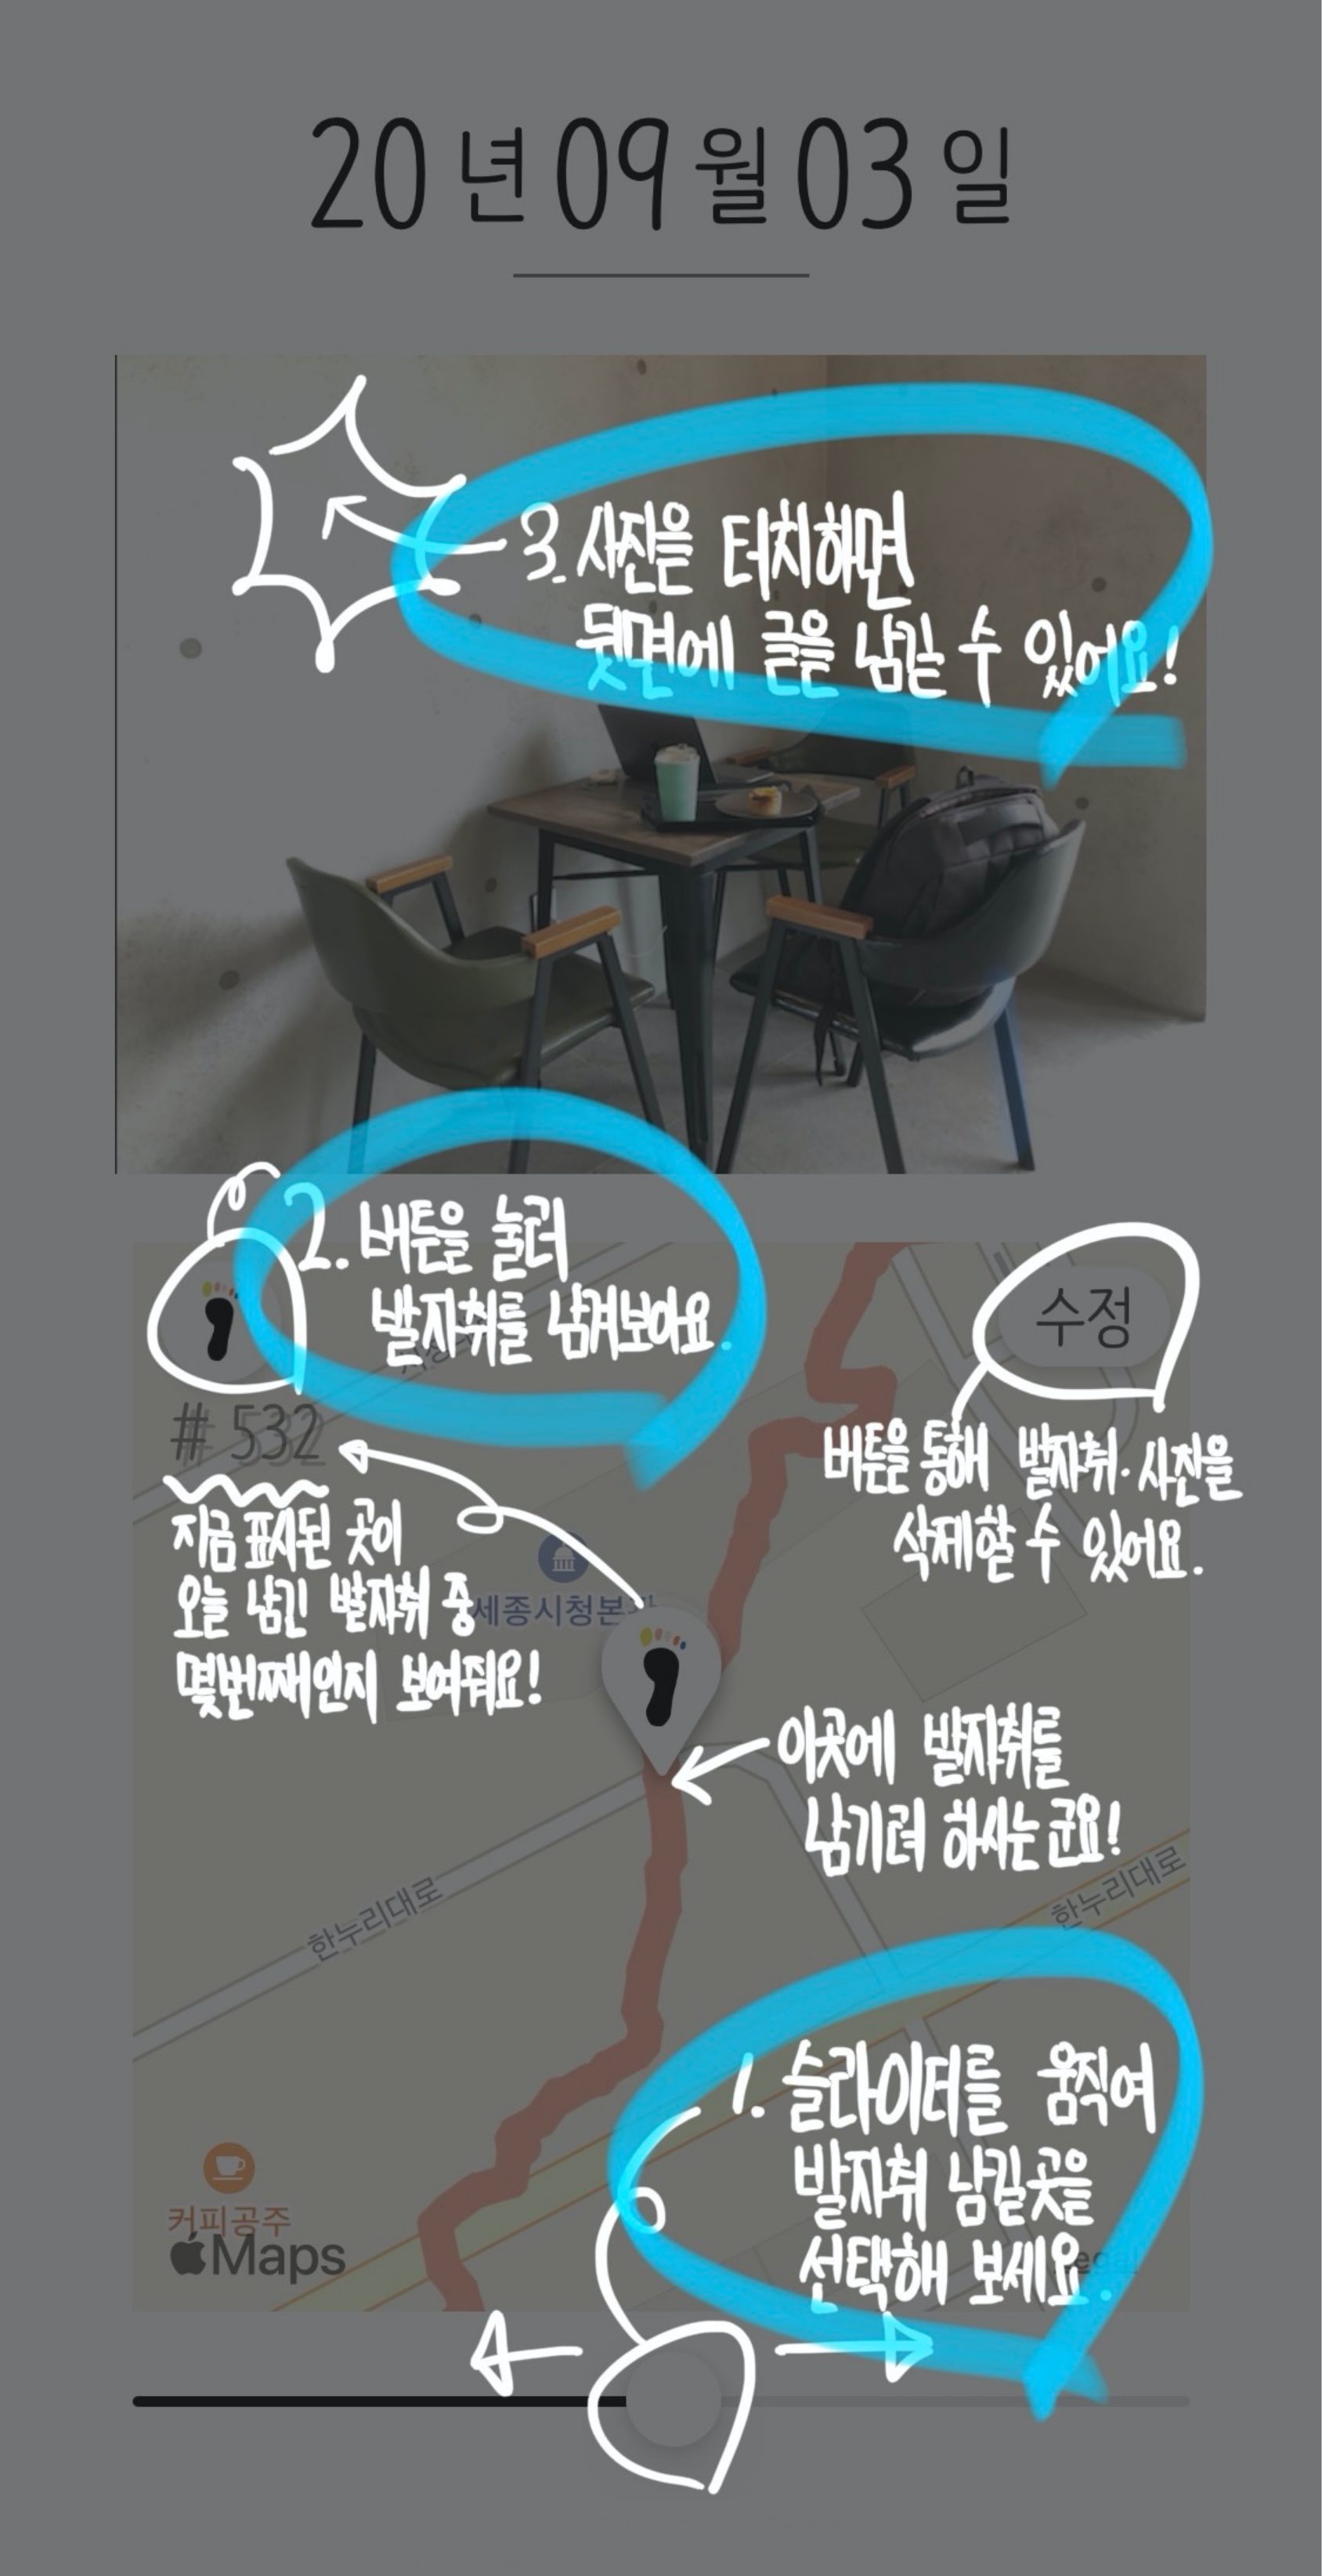 20년 09월 03일
3. 사진을 터치하면
뒷면에 글을 남길 수 있어요!
2. 버튼을 눌러
발자취를 남겨보아요.
수정
# 532
버튼을 통해 발자취·사진을
삭제할 수 있어요.
지금 표시된 곳이
오늘 남긴 발자취 중
몇번째인지 보여줘요!
세종시청본
이곳에 발자취를
남기려 하시는군요!
한누리대로
한누리대로
1. 슬라이더를 움직여
발자취 남길곳을
선택해 보세요.
커피공주
Maps